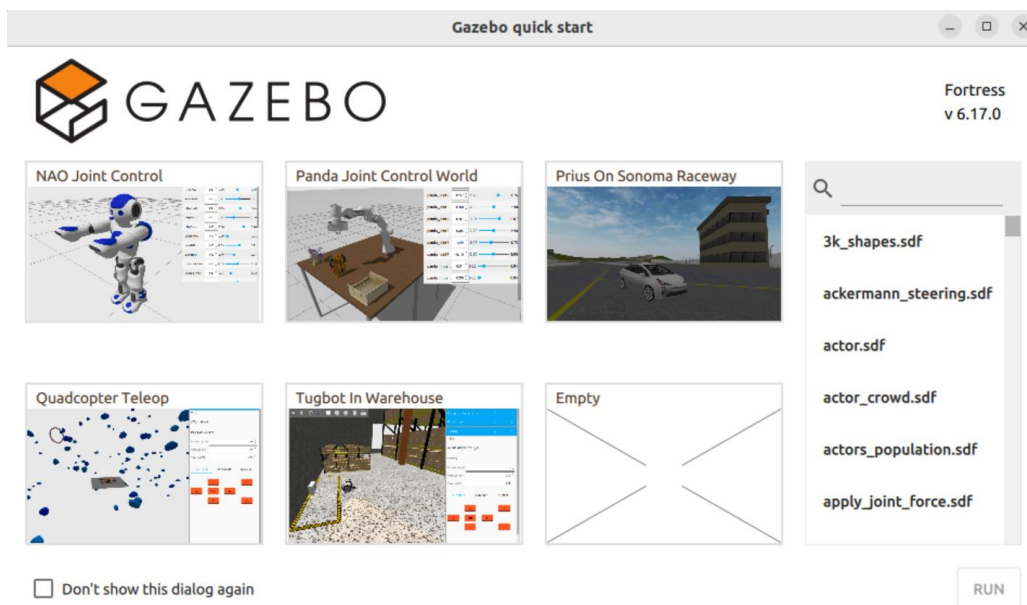 Gazebo quick start
GAZEBO
Fortress
v 6.17.0
NAO Joint Control
Panda Joint Control World
Prius On Sonoma Raceway
Quadcopter Teleop
Tugbot In Warehouse
Empty
3k_shapes.sdf
ackermann_steering.sdf
actor.sdf
actor_crowd.sdf
actors_population.sdf
apply_joint_force.sdf
Don't show this dialog again
RUN